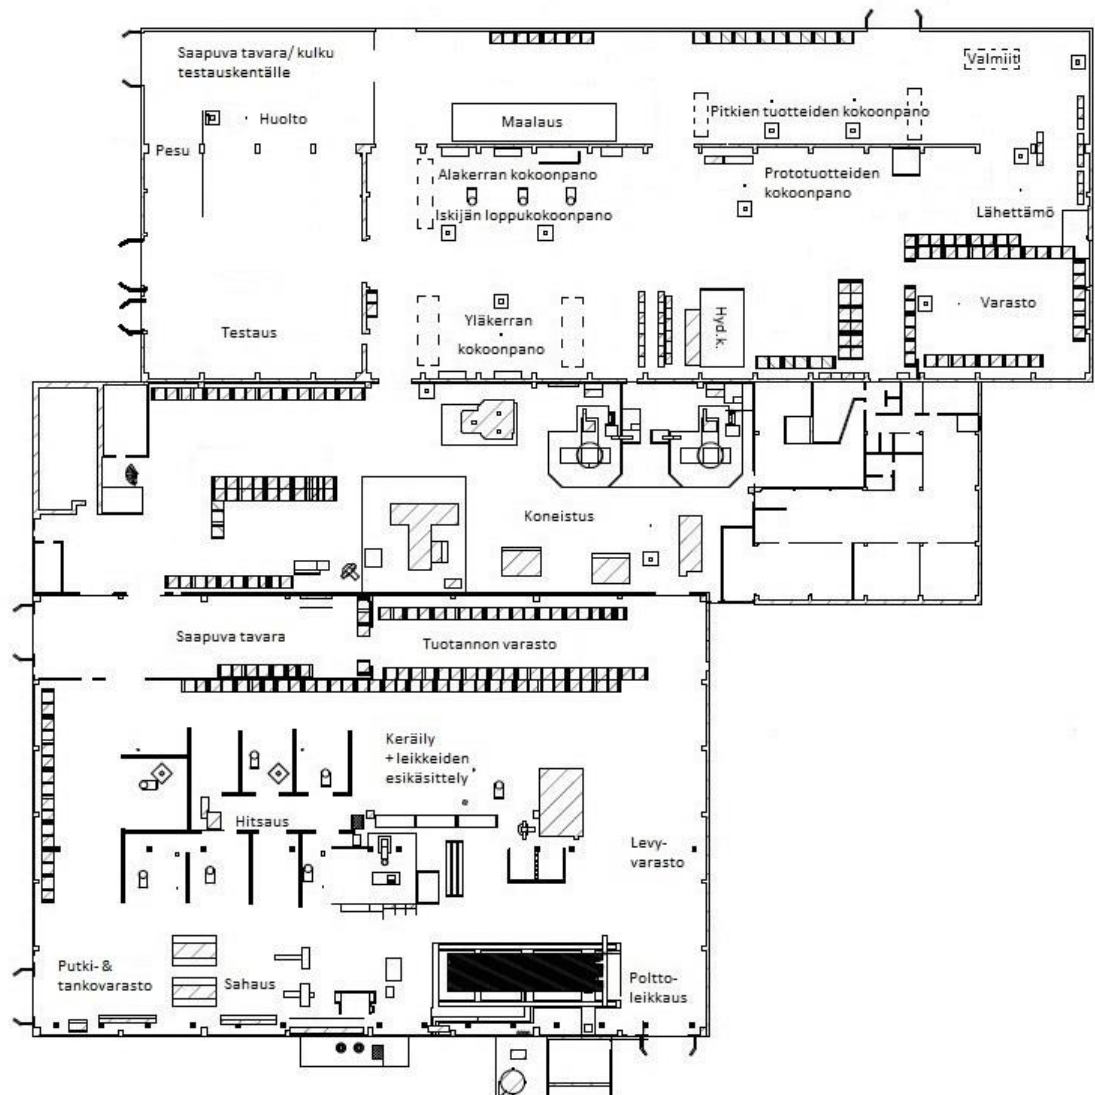 Saapuva tavara/ kulku
testauskentälle
Valmiit
Huolto
Maalaus
Pitkien tuotteiden kokoonpano
Pesu
Alakerran kokoonpano
Prototuotteiden
kokoonpano
Iskijän loppukokoonpano
Lähettämö
Varasto
Testaus
Yläkerran
kokoonpano
Hyd.k.
Koneistus
Saapuva tavara
Tuotannon varasto
Keräily
+leikkeiden
esikäsittely
Hitsaus
Levy-
varasto
Putki- &
tankovarasto
Sahaus
Poltto-
leikkaus